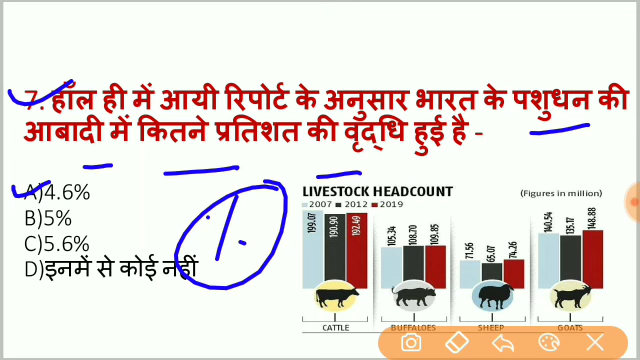 7. हॉल ही में आयी रिपोर्ट के अनुसार भारत के पशुधन की
आबादी में कितने प्रतिशत की वृद्धि हुई है -
A)4.6%
B)5%
C)5.6%
D)इनमें से कोई नहीं
LIVESTOCK HEADCOUNT
(Figures in million)
2007 2012 2019
199.07 190.90 192.49
105.34 108.70 109.85
71.56 65.07 74.26
140.54 135.17 148.88
CATTLE BUFFALOES SHEEP GOATS